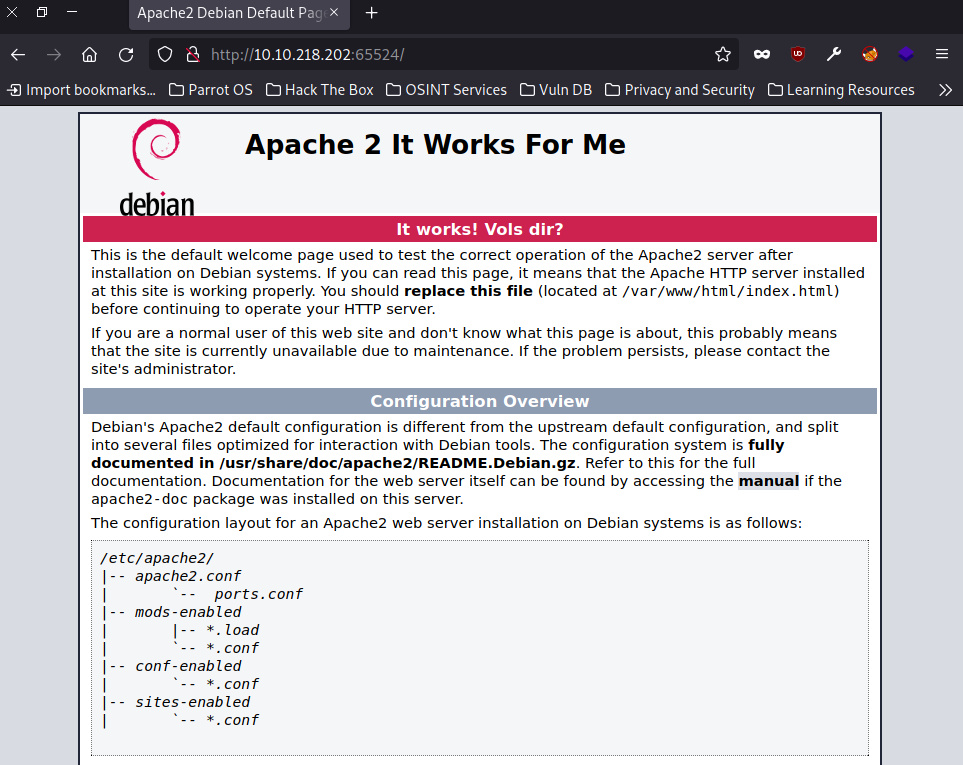 Apache2 Debian Default Pag
http://10.10.218.202:65524/
Import bookmarks...
Parrot OS
Hack The Box
OSINT Services
Vuln DB
Privacy and Security
Learning Resources
debian
Apache 2 It Works For Me
It works! Vols dir?
This is the default welcome page used to test the correct operation of the Apache2 server after
installation on Debian systems. If you can read this page, it means that the Apache HTTP server installed
at this site is working properly. You should replace this file (located at /var/www/html/index.html)
before continuing to operate your HTTP server.
If you are a normal user of this web site and don't know what this page is about, this probably means
that the site is currently unavailable due to maintenance. If the problem persists, please contact the
site's administrator.
Configuration Overview
Debian's Apache2 default configuration is different from the upstream default configuration, and split
into several files optimized for interaction with Debian tools. The configuration system is fully
documented in /usr/share/doc/apache2/README.Debian.gz. Refer to this for the full
documentation. Documentation for the web server itself can be found by accessing the manual if the
apache2-doc package was installed on this server.
The configuration layout for an Apache2 web server installation on Debian systems is as follows:
/etc/apache2/
|-- apache2.conf
|       `--  ports.conf
|-- mods-enabled
|       |-- *.load
|       `-- *.conf
|-- conf-enabled
|       `-- *.conf
|-- sites-enabled
|       `-- *.conf